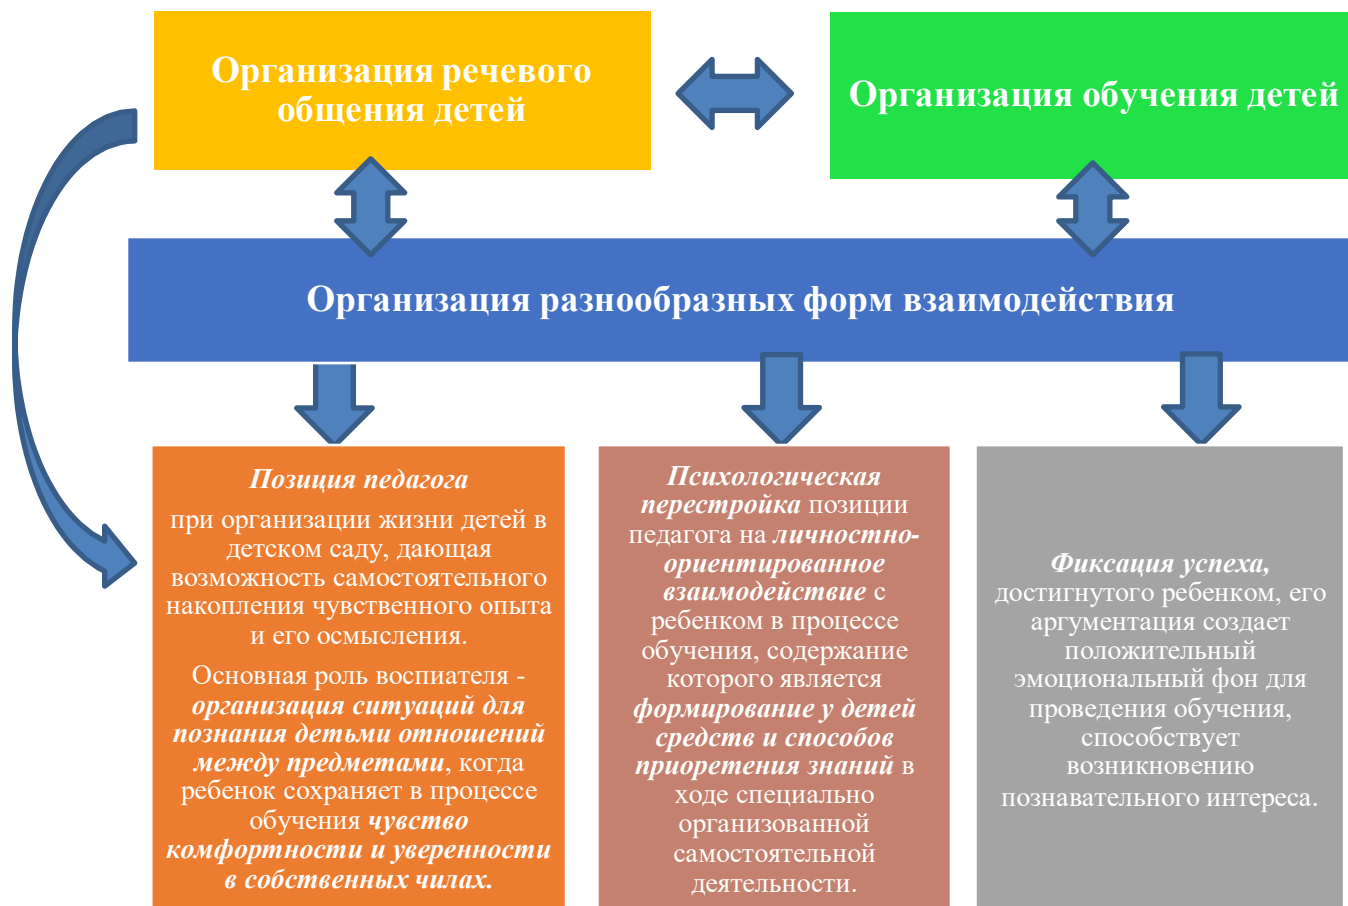 Организация речевого
общения детей
Организация обучения детей
Организация разнообразных форм взаимодействия
Позиция педагога
при организации жизни детей в
детском саду, дающая
возможность самостоятельного
накопления чувственного опыта
и его осмысления.
Основная роль воспиателя -
организация ситуаций для
познания детьми отношений
между предметами, когда
ребенок сохраняет в процессе
обучения чувство
комфортности и уверенности
в собственных чилах.
Психологическая
перестройка позиции
педагога на личностно-
ориентированное
взаимодействие с
ребенком в процессе
обучения, содержание
которого является
формирование у детей
средств и способов
приоретения знаний в
ходе специально
организованной
самостоятельной
деятельности.
Фиксация успеха,
достигнутого ребенком, его
аргументация создает
положительный
эмоциональный фон для
проведения обучения,
способствует
возникновению
познавательного интереса.